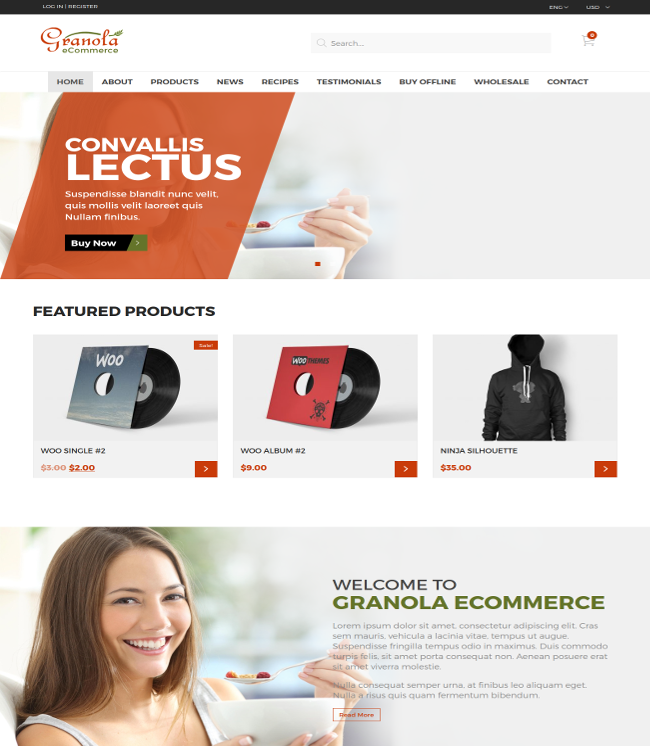 LOG IN | REGISTER
ENG
USD
Granola
eCommerce
Search...
0
HOME
ABOUT
PRODUCTS
NEWS
RECIPES
TESTIMONIALS
BUY OFFLINE
WHOLESALE
CONTACT
CONVALLIS
LECTUS
Suspendisse blandit nunc velit,
quis mollis velit laoreet quis
Nullam finibus.
Buy Now
FEATURED PRODUCTS
WOO
Sale!
WOO THEMES
WOO SINGLE #2
$3.00 $2.00
WOO ALBUM #2
$9.00
NINJA SILHOUETTE
$35.00
WELCOME TO
GRANOLA ECOMMERCE
Lorem ipsum dolor sit amet, consectetur adipiscing elit. Cras
sem mauris, vehicula a lacinia vitae, tempus ut augue.
Suspendisse fringilla tempus odio in maximus. Duis commodo
turpis felis, sit amet porta consequat non. Aenean posuere erat
sit amet viverra molestie.
Nulla consequat semper urna, at finibus leo aliquam eget.
Nulla a risus quis quam fermentum bibendum.
Read More